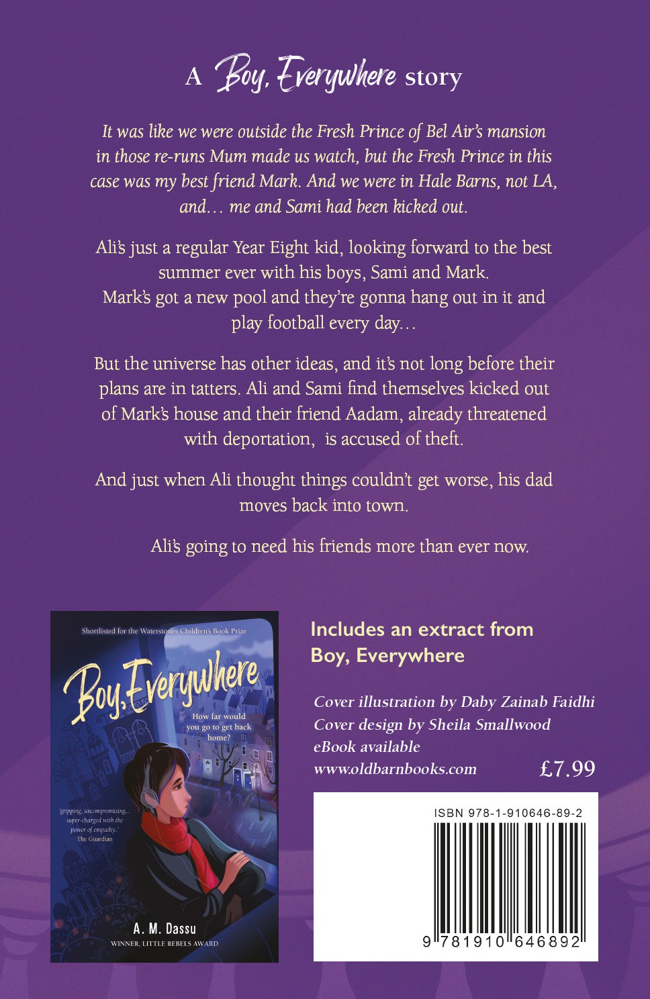 A Boy, Everywhere story
It was like we were outside the Fresh Prince of Bel Air's mansion
in those re-runs Mum made us watch, but the Fresh Prince in this
case was my best friend Mark. And we were in Hale Barns, not LA,
and… me and Sami had been kicked out.
Ali's just a regular Year Eight kid, looking forward to the best
summer ever with his boys, Sami and Mark.
Mark's got a new pool and they're gonna hang out in it and
play football every day…
But the universe has other ideas, and it's not long before their
plans are in tatters. Ali and Sami find themselves kicked out
of Mark's house and their friend Aadam, already threatened
with deportation, is accused of theft.
And just when Ali thought things couldn't get worse, his dad
moves back into town.
Ali's going to need his friends more than ever now.
Shortlisted for the Waterstones Children's Book Prize
Boy, Everywhere
How far would
you go to get back
home?
'gripping, uncompromising...
super-charged with the
power of empathy..'
The Guardian
A. M. Dassu
WINNER, LITTLE REBELS AWARD
Includes an extract from
Boy, Everywhere
Cover illustration by Daby Zainab Faidhi
Cover design by Sheila Smallwood
eBook available
www.oldbarnbooks.com £7.99
ISBN 978-1-910646-89-2
9 781910 646892